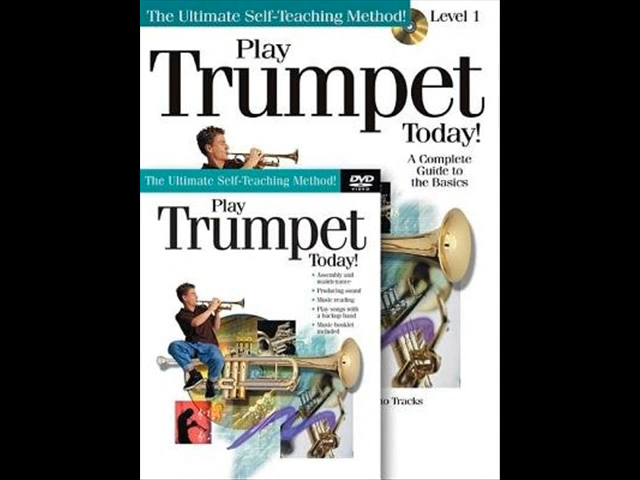 The Ultimate Self-Teaching Method!
Level 1
Play
Trumpet
Today!
A Complete
Guide to
the Basics
The Ultimate Self-Teaching Method!
DVD
VIDEO
Play
Trumpet
Today!
• Assembly and
maintenance
• Producing sound
• Music reading
• Play songs with
a backup band
• Music booklet
included
Tracks